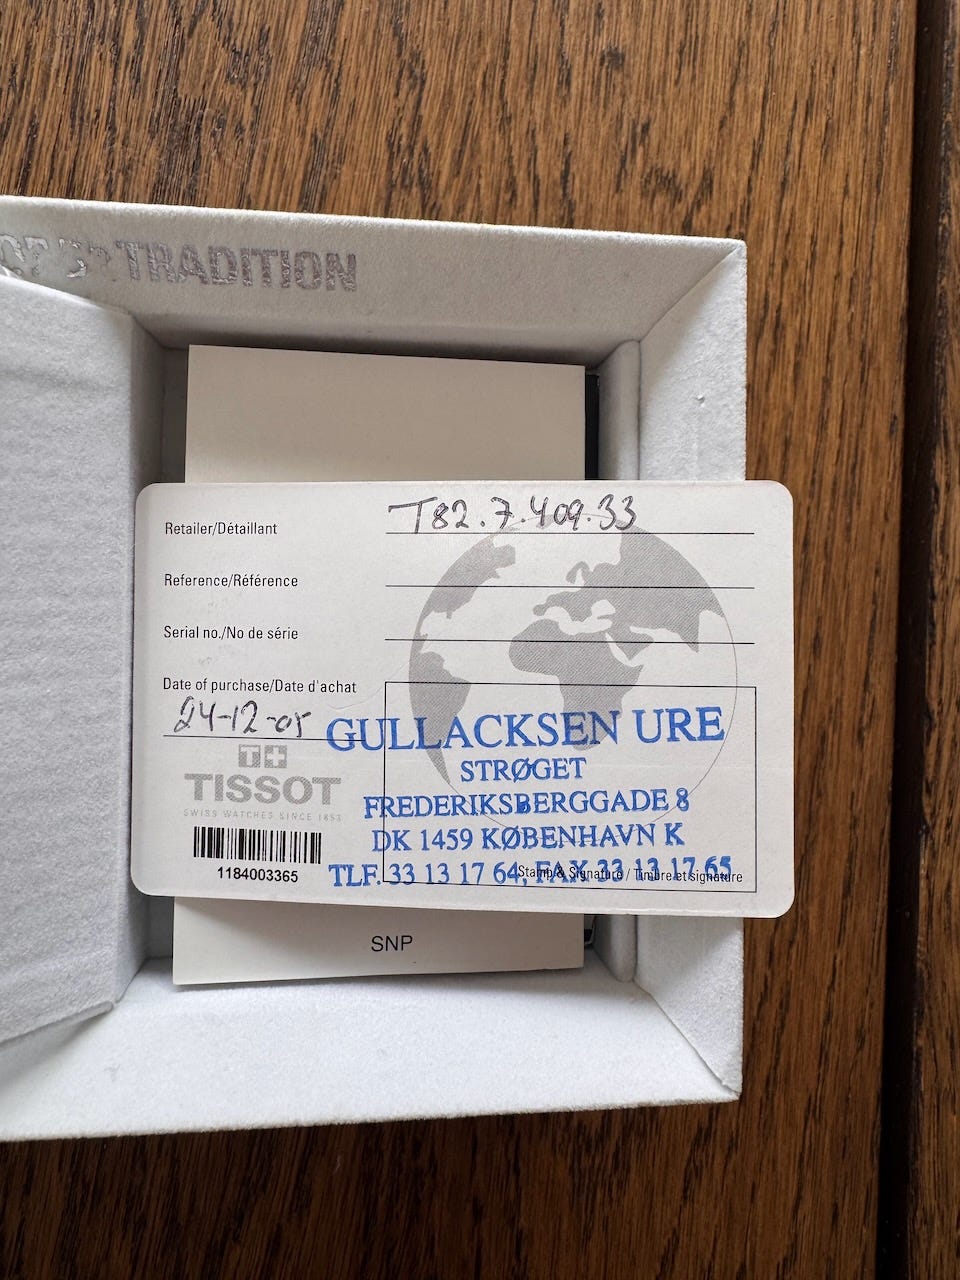 TRADITION
Retailer/Détaillant T82.7.409.33
Reference/Référence
Serial no./No de série
Date of purchase/Date d'achat
24-12-05
GULLACKSEN URE
STRØGET
FREDERIKSBERGGADE 8
DK 1459 KØBENHAVN K
TLF. 33 13 17 64, FAX 33 13 17 65
Stamp & Signature / Timbre et signature
T+
TISSOT
SWISS WATCHES SINCE 1853
1184003365
SNP